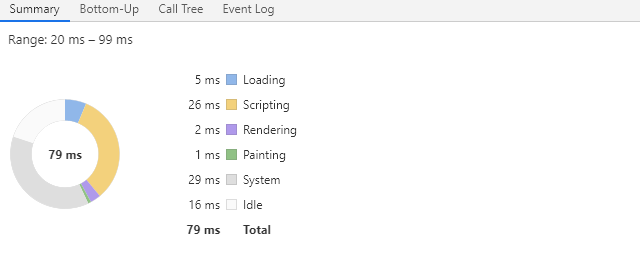 Summary Bottom-Up Call Tree Event Log
Range: 20 ms – 99 ms
5 ms Loading
26 ms Scripting
2 ms Rendering
79 ms
1 ms Painting
29 ms System
16 ms Idle
79 ms Total